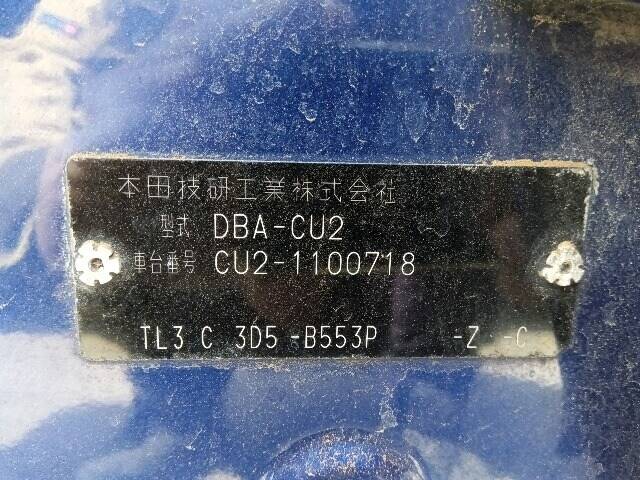 本田技研工業株式会社
型式 DBA-CU2
車台番号 CU2-1100718
TL3 C 3D5 -B553P -Z -C